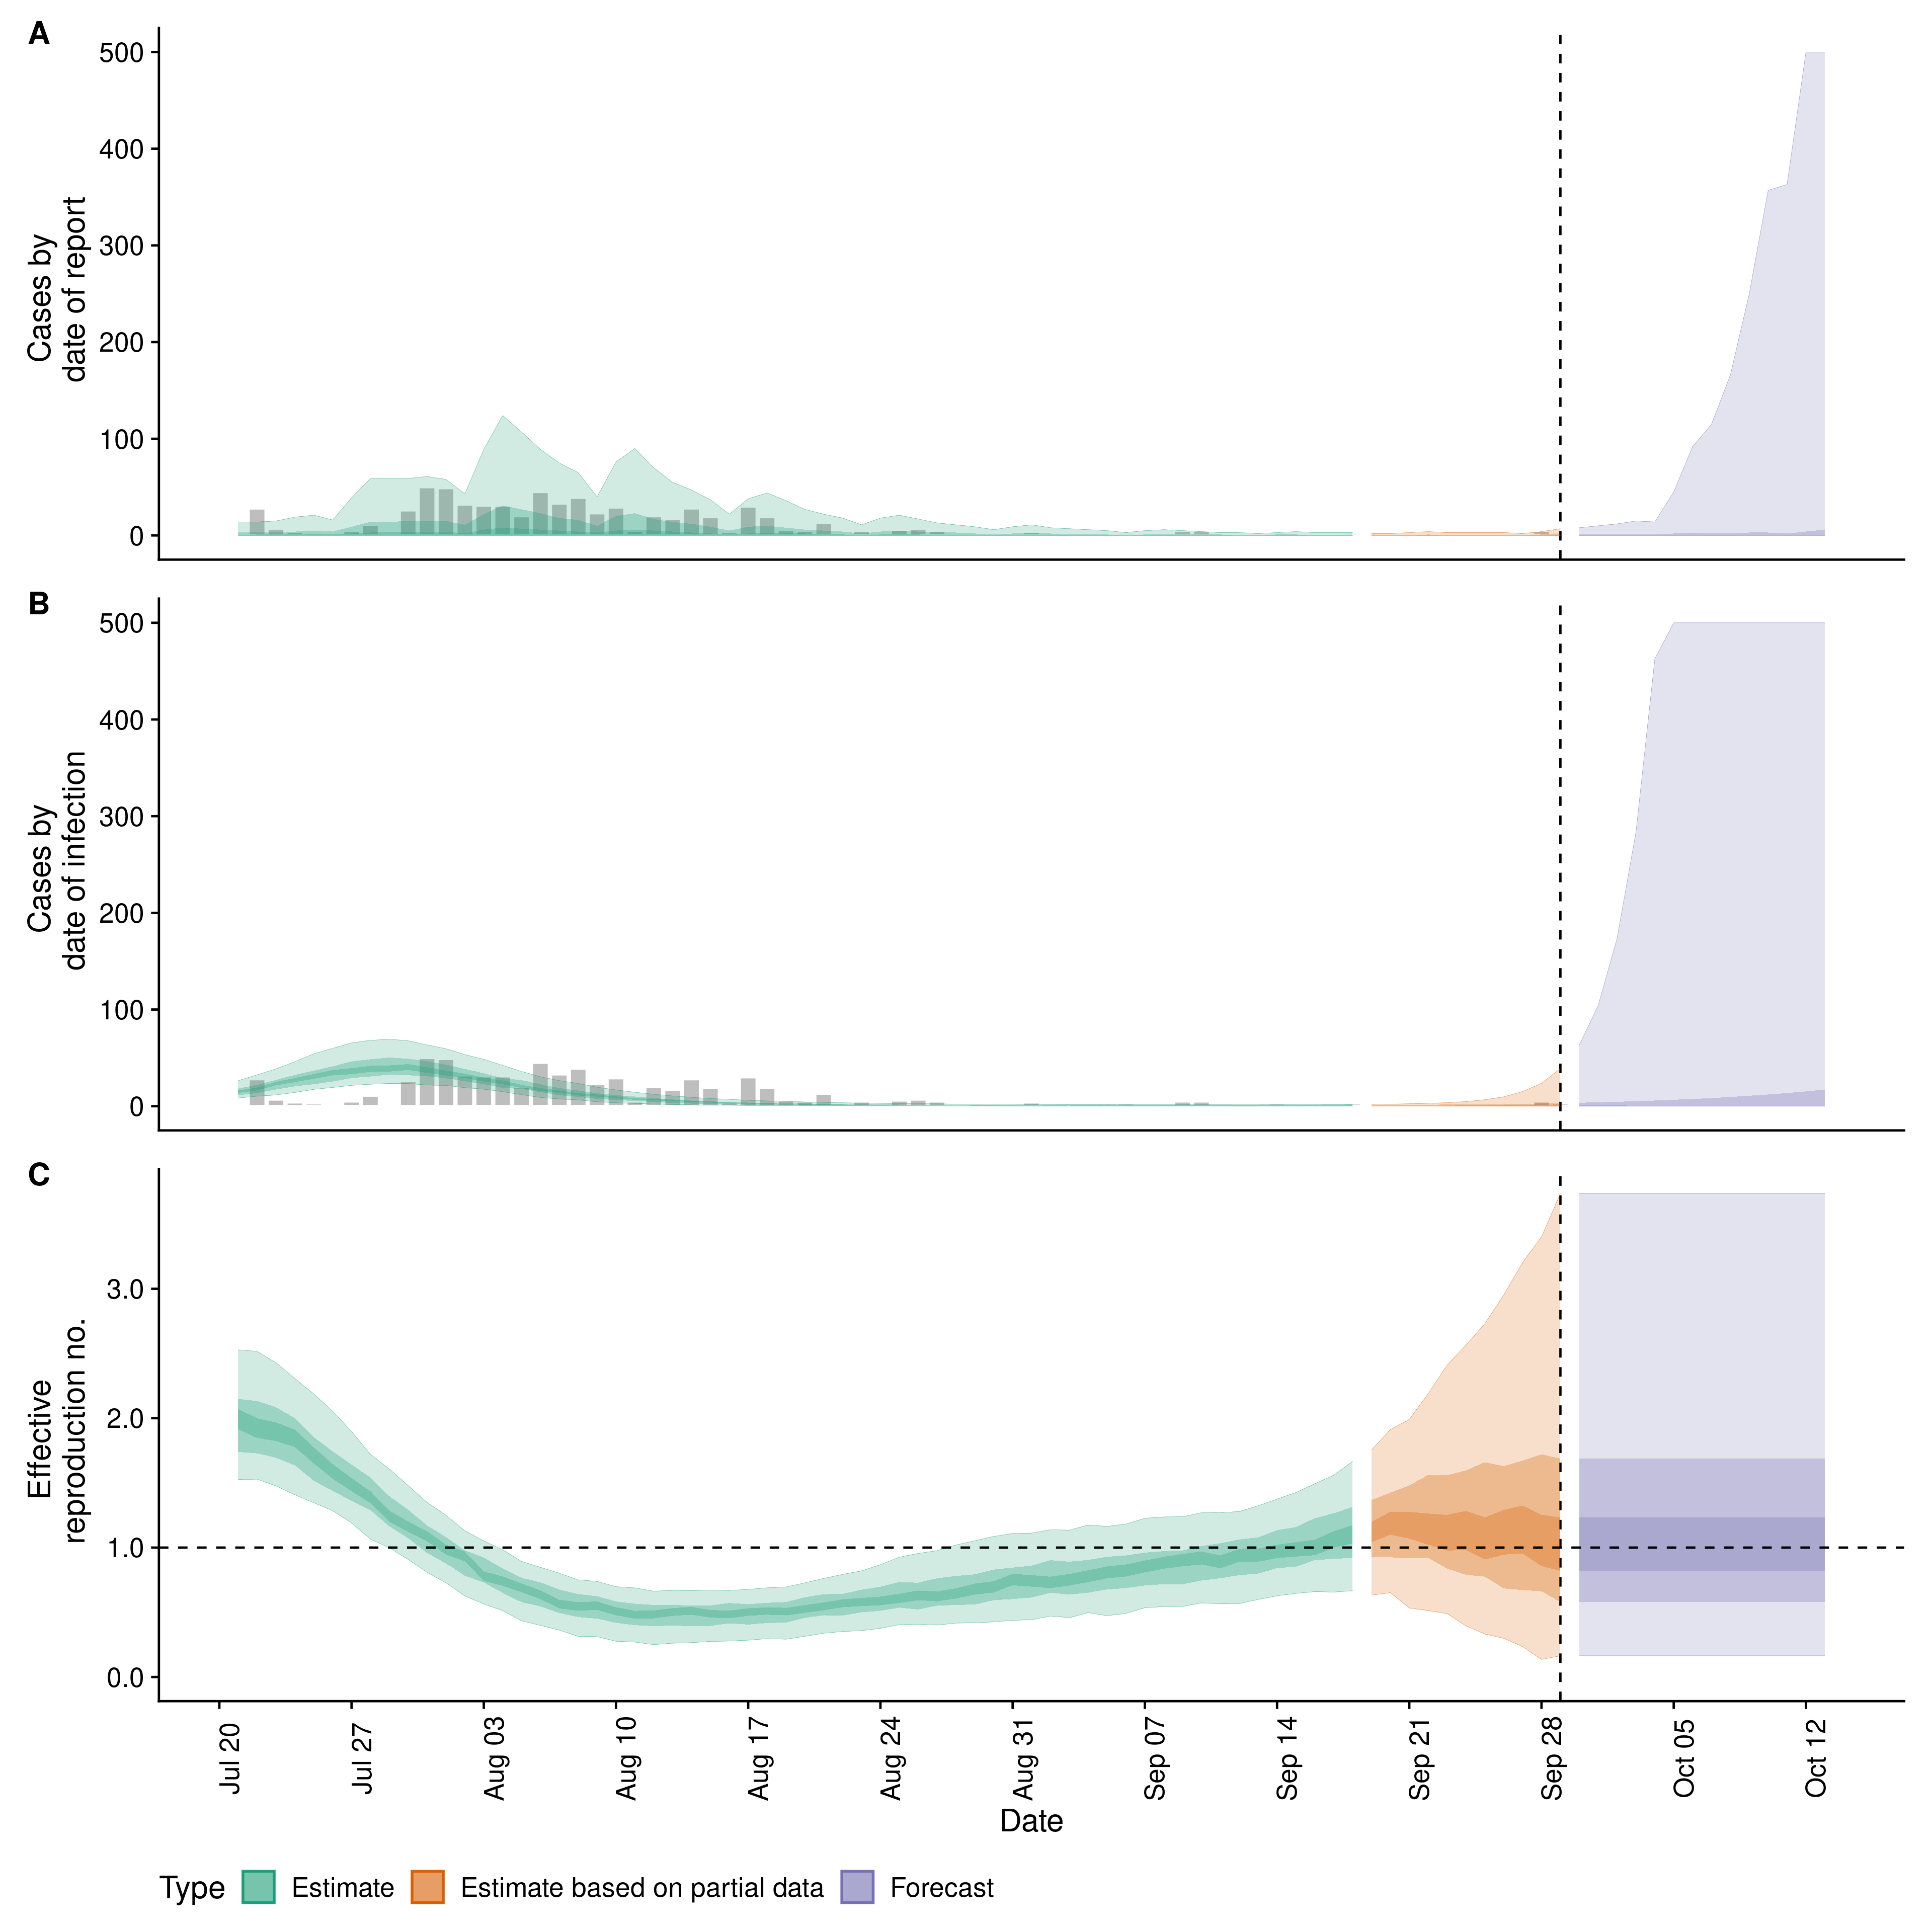 A
500
400
300
200
100
0
Cases by
date of report
B
500
400
300
200
100
0
Cases by
date of infection
C
3.0
2.0
1.0
0.0
Effective
reproduction no.
Jul 20
Jul 27
Aug 03
Aug 10
Aug 17
Aug 24
Aug 31
Sep 07
Sep 14
Sep 21
Sep 28
Oct 05
Oct 12
Date
Type Estimate Estimate based on partial data Forecast